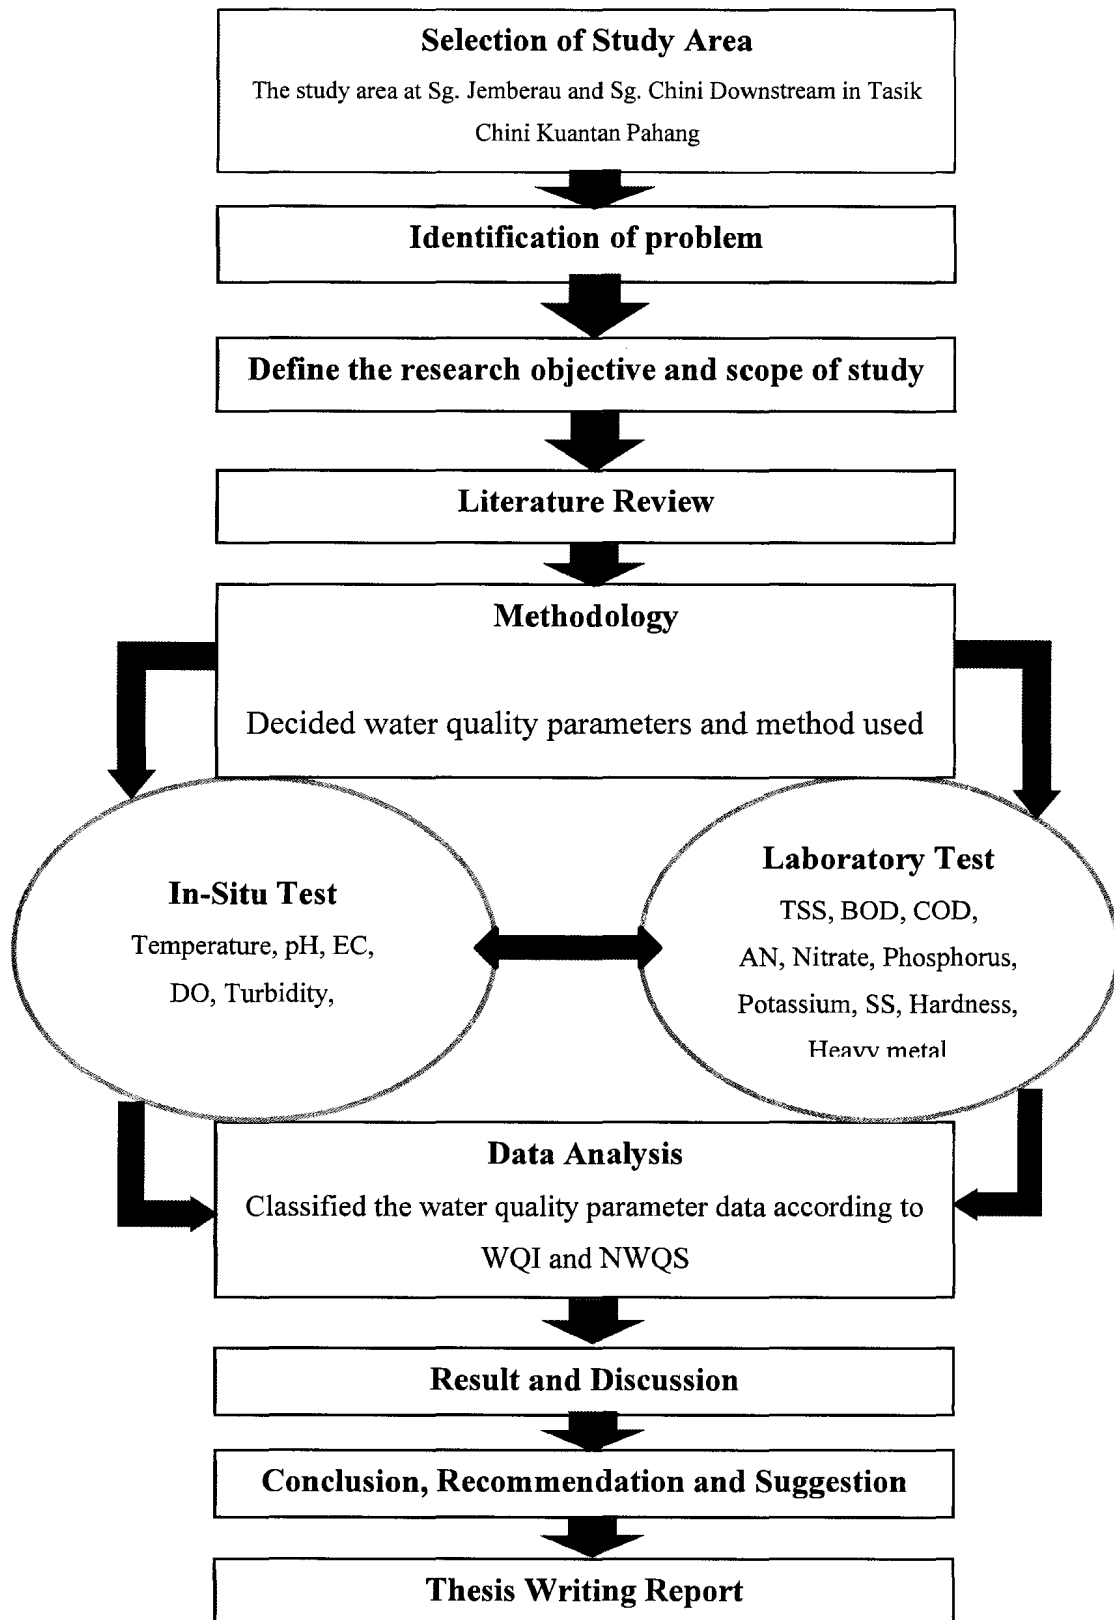 Selection of Study Area
The study area at Sg. Jemberau and Sg. Chini Downstream in Tasik
Chini Kuantan Pahang
Identification of problem
Define the research objective and scope of study
Literature Review
Methodology
Decided water quality parameters and method used
In-Situ Test
Temperature, pH, EC,
DO, Turbidity,
Laboratory Test
TSS, BOD, COD,
AN, Nitrate, Phosphorus,
Potassium, SS, Hardness,
Heavy metal
Data Analysis
Classified the water quality parameter data according to
WQI and NWQS
Result and Discussion
Conclusion, Recommendation and Suggestion
Thesis Writing Report